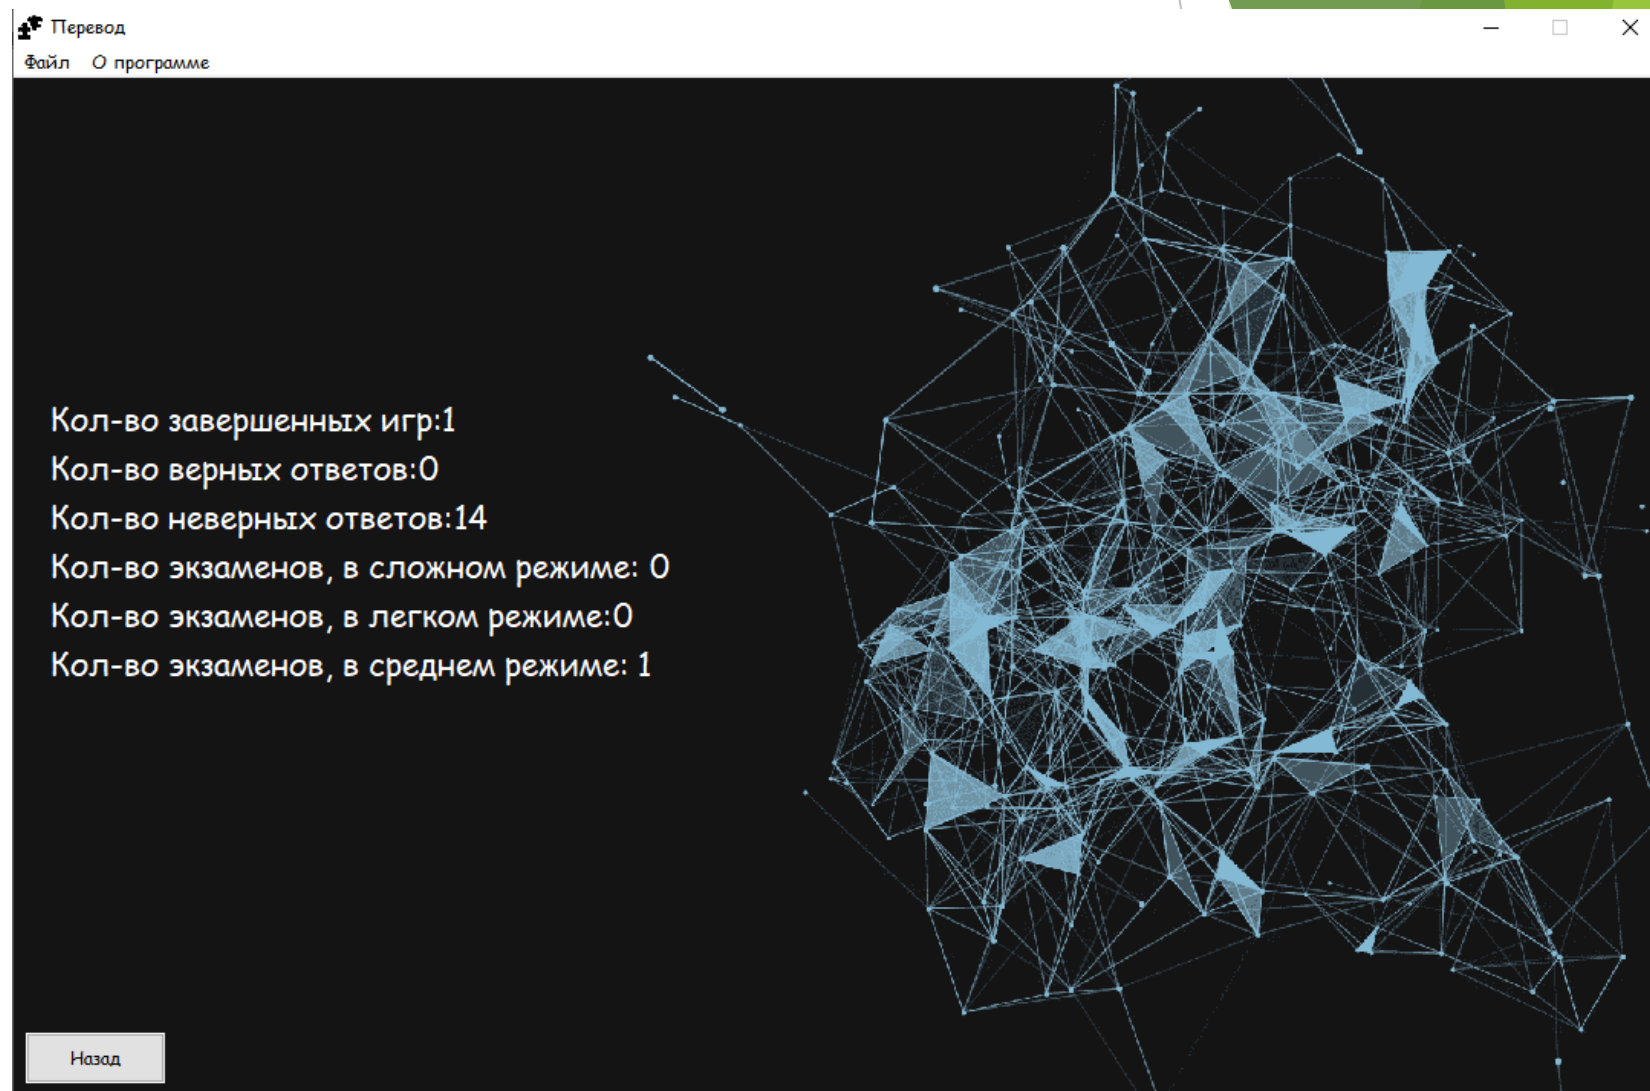 Перевод
Файл О программе
Кол-во завершенных игр:1
Кол-во верных ответов:0
Кол-во неверных ответов:14
Кол-во экзаменов, в сложном режиме: 0
Кол-во экзаменов, в легком режиме:0
Кол-во экзаменов, в среднем режиме: 1
Назад